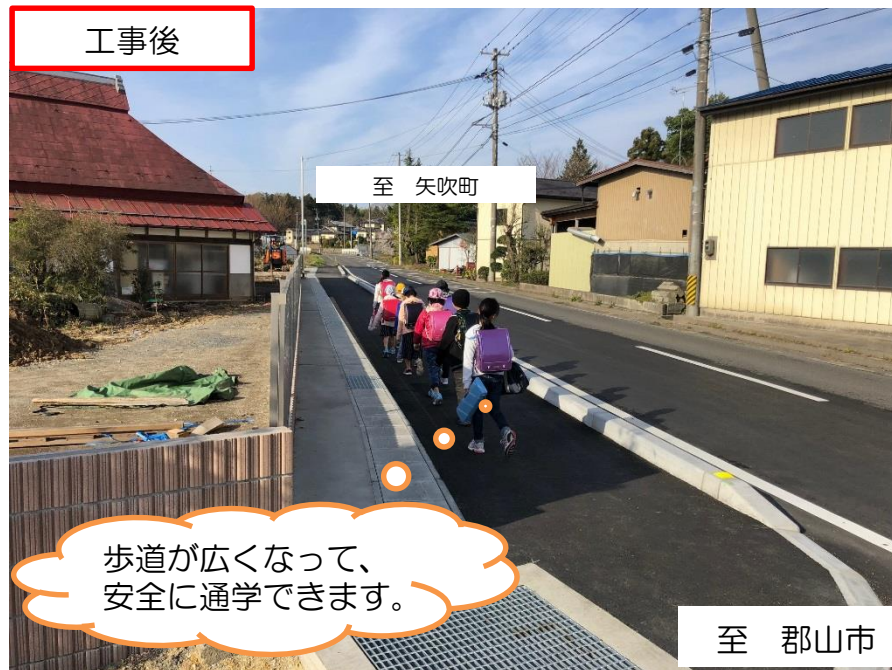 工事後
至　矢吹町
歩道が広くなって、
安全に通学できます。
至　郡山市